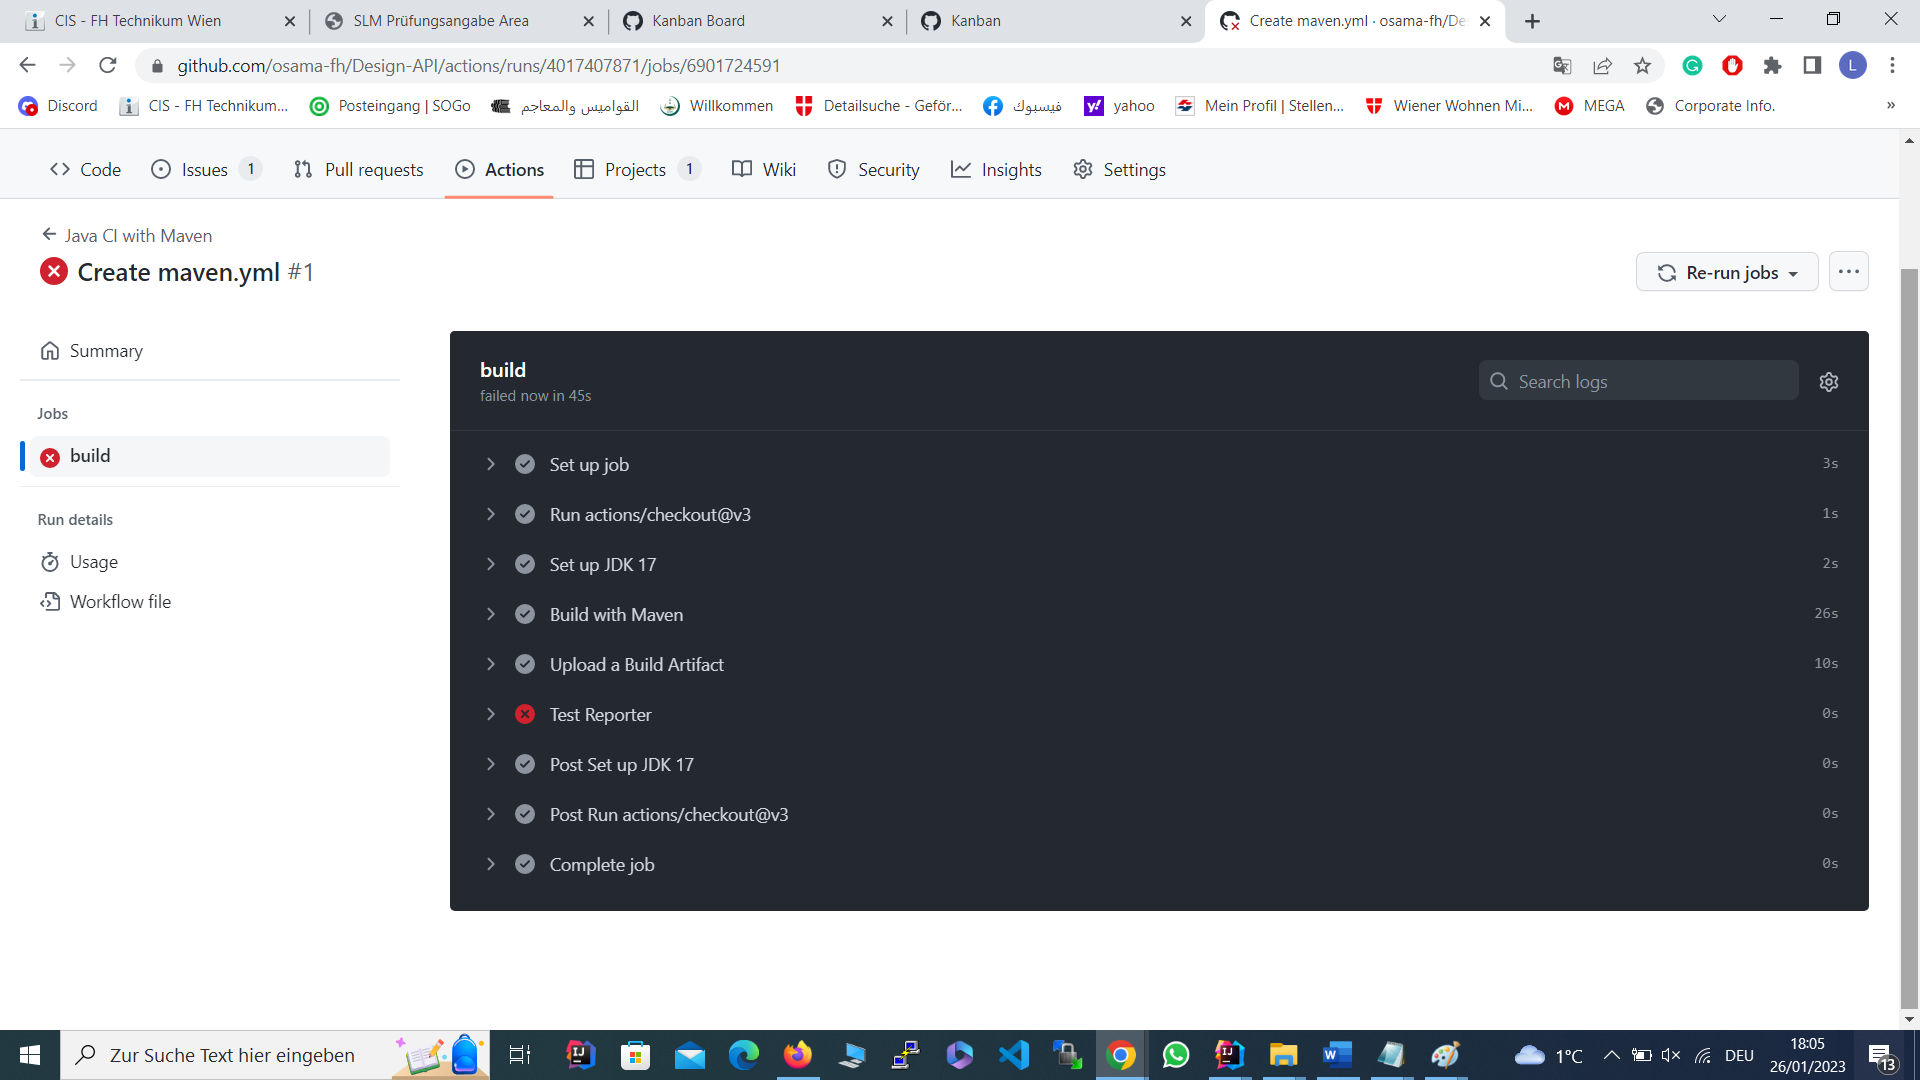 CIS - FH Technikum Wien
SLM Prüfungsangabe Area
Kanban Board
Kanban
Create maven.yml · osama-fh/De
github.com/osama-fh/Design-API/actions/runs/4017407871/jobs/6901724591
L
Discord
CIS - FH Technikum...
Posteingang | SOGo
القواميس والمعاجم
Willkommen
Detailsuche - Geför...
فيسبوك
yahoo
Mein Profil | Stellen...
Wiener Wohnen Mi...
MEGA
Corporate Info.
»
Code
Issues 1
Pull requests
Actions
Projects 1
Wiki
Security
Insights
Settings
Java CI with Maven
Create maven.yml #1
Re-run jobs
Summary
Jobs
build
Run details
Usage
Workflow file
build
failed now in 45s
Search logs
Set up job 3s
Run actions/checkout@v3 1s
Set up JDK 17 2s
Build with Maven 26s
Upload a Build Artifact 10s
Test Reporter 0s
Post Set up JDK 17 0s
Post Run actions/checkout@v3 0s
Complete job 0s
Zur Suche Text hier eingeben
1°C
DEU
18:05
26/01/2023
13